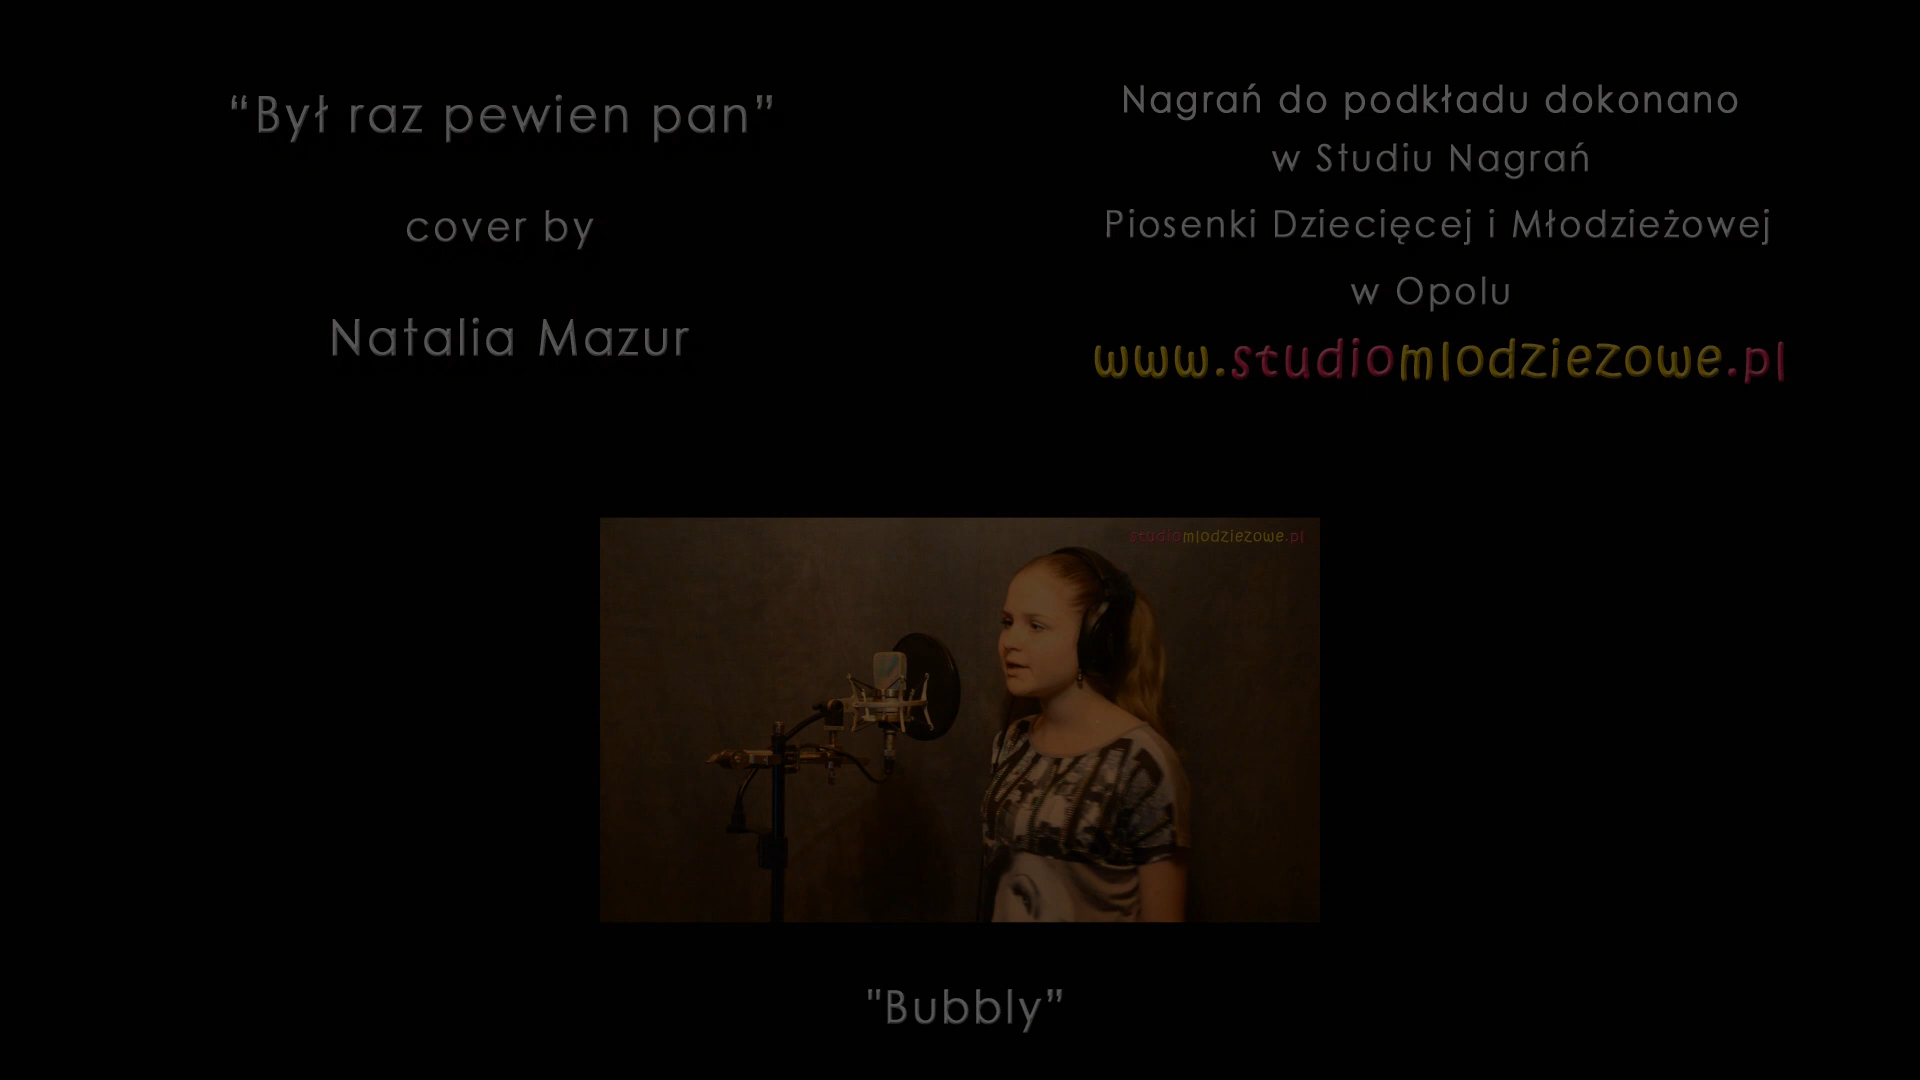 “Był raz pewien pan”
cover by
Natalia Mazur
Nagrań do podkładu dokonano
w Studiu Nagrań
Piosenki Dziecięcej i Młodzieżowej
w Opolu
www.studiomlodziezowe.pl
studiomlodziezowe.pl
"Bubbly”